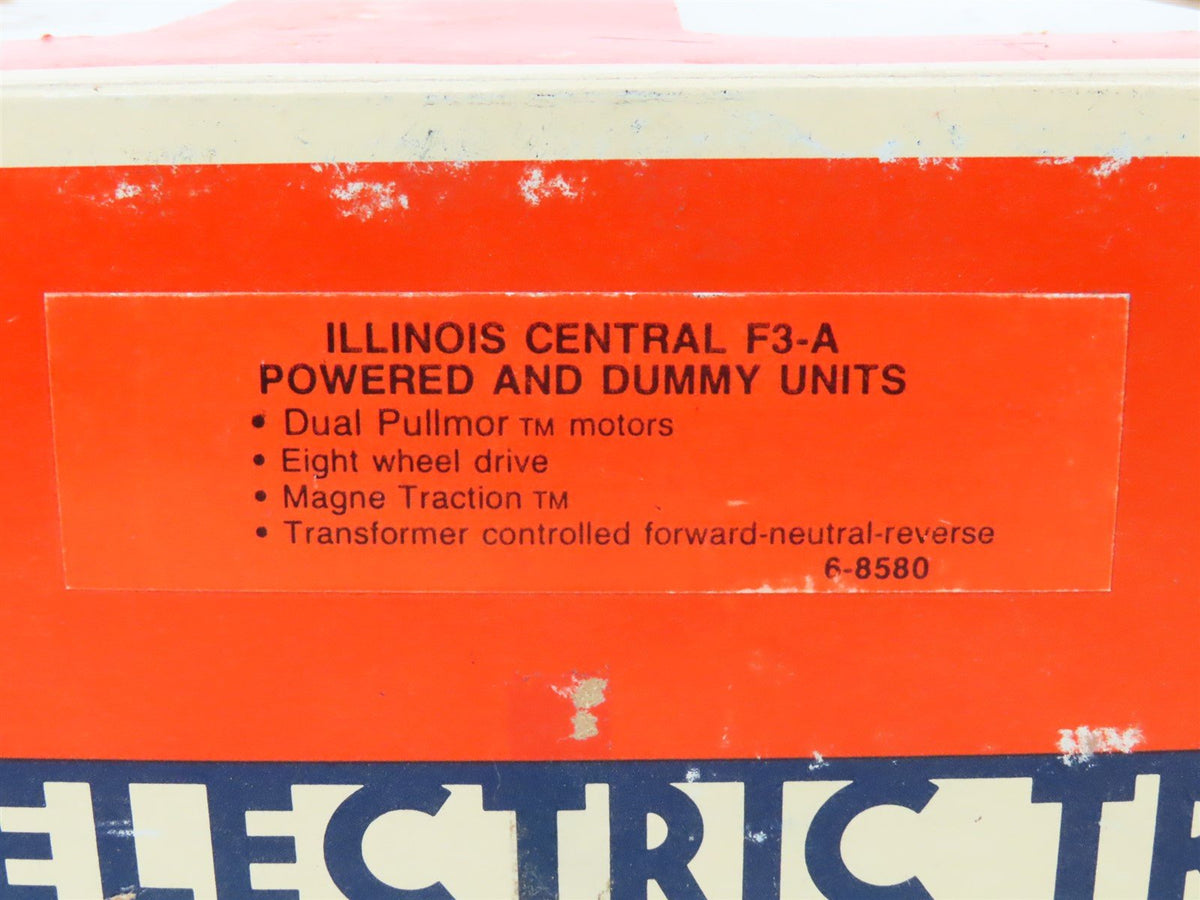 ILLINOIS CENTRAL F3-A
POWERED AND DUMMY UNITS
• Dual Pullmor TM motors
• Eight wheel drive
• Magne Traction TM
• Transformer controlled forward-neutral-reverse
6-8580
ELECTRIC TR